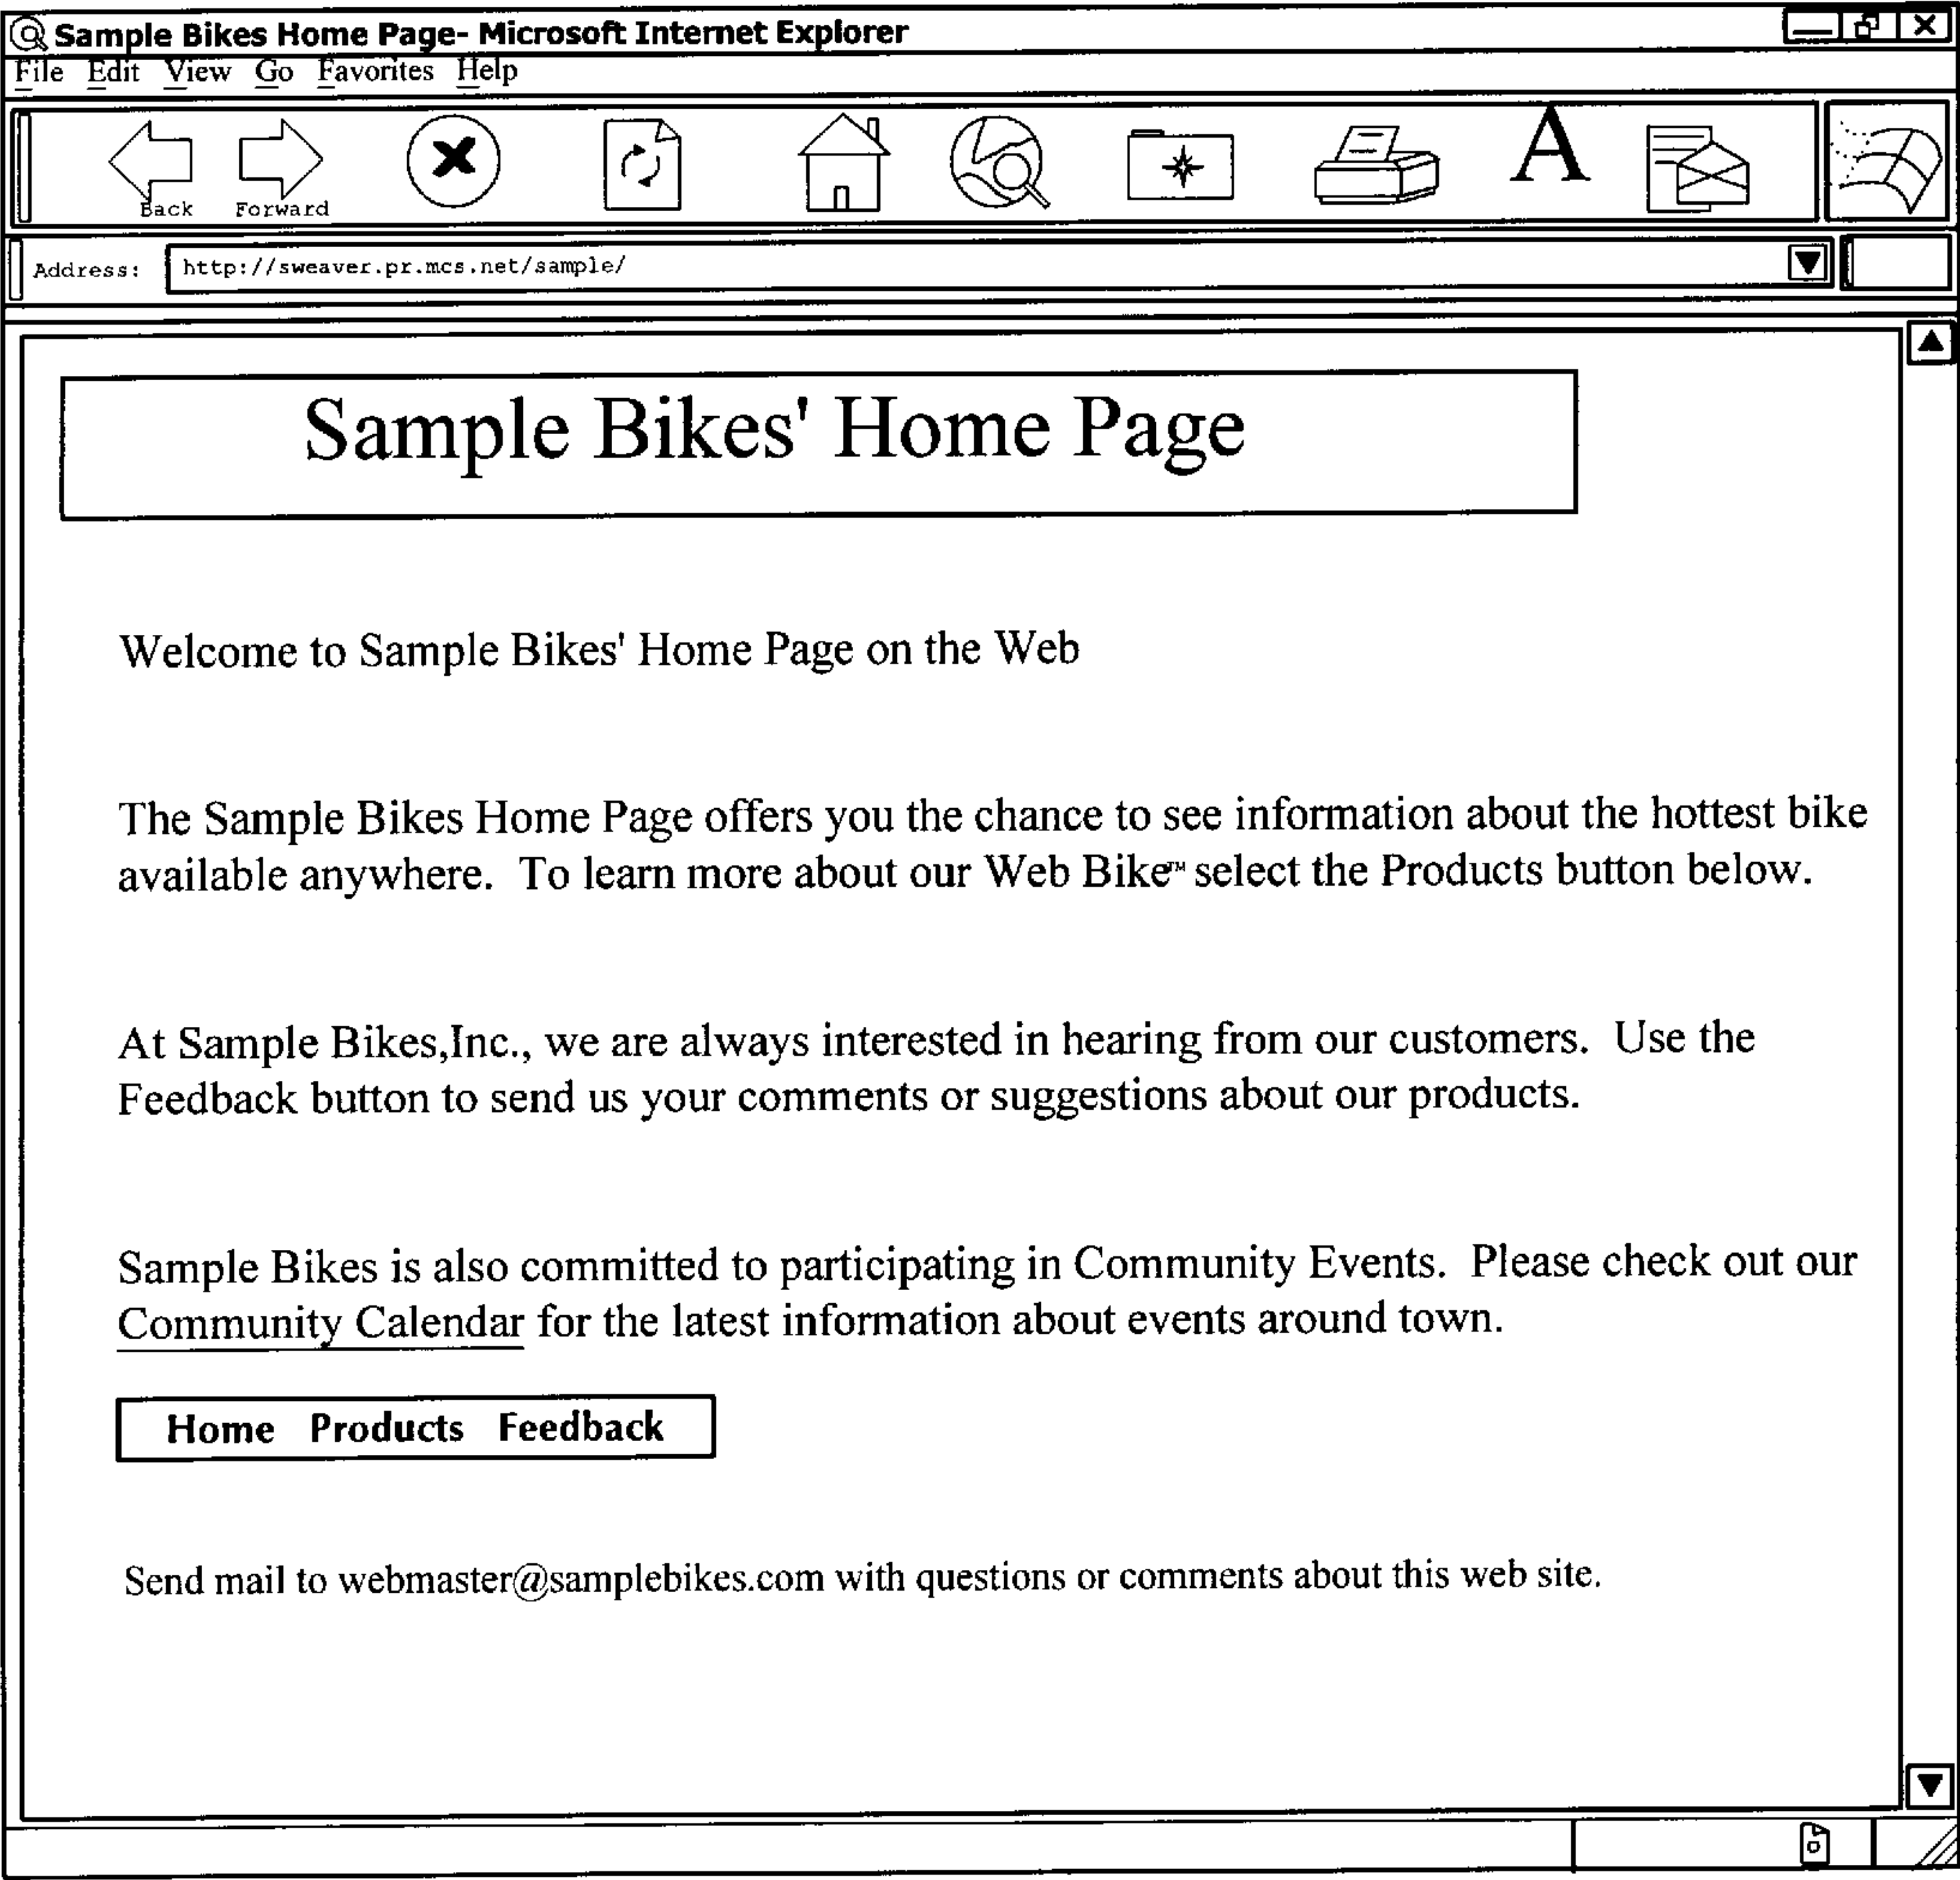 Sample Bikes Home Page- Microsoft Internet Explorer
File Edit View Go Favorites Help
A
Back Forward
Address: http://sweaver.pr.mcs.net/sample/
Sample Bikes' Home Page
Welcome to Sample Bikes' Home Page on the Web
The Sample Bikes Home Page offers you the chance to see information about the hottest bike
available anywhere. To learn more about our Web Bike™ select the Products button below.
At Sample Bikes,Inc., we are always interested in hearing from our customers. Use the
Feedback button to send us your comments or suggestions about our products.
Sample Bikes is also committed to participating in Community Events. Please check out our
Community Calendar for the latest information about events around town.
Home Products Feedback
Send mail to webmaster@samplebikes.com with questions or comments about this web site.